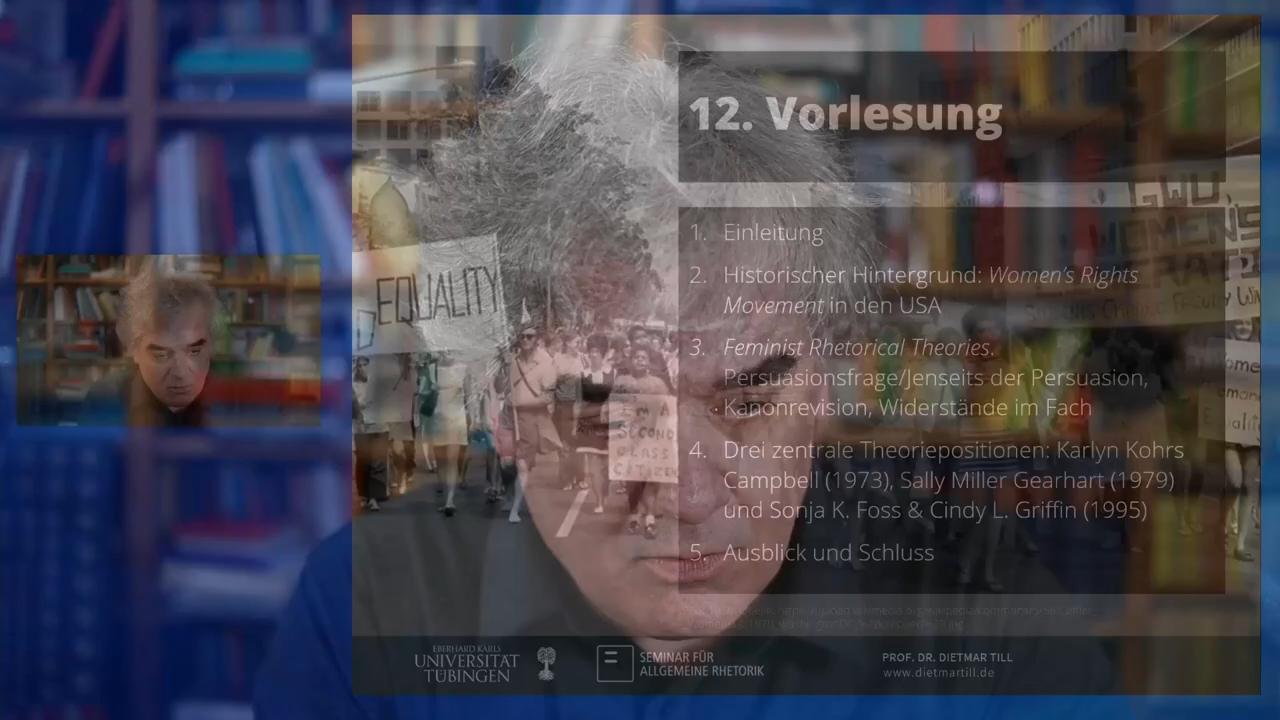 12. Vorlesung
1. Einleitung
2. Historischer Hintergrund: Women's Rights
Movement in den USA
3. Feminist Rhetorical Theories.
Persuasionsfrage/Jenseits der Persuasion,
Kanonrevision, Widerstände im Fach
4. Drei zentrale Theoriepositionen: Karlyn Kohrs
Campbell (1973), Sally Miller Gearhart (1979)
und Sonja K. Foss & Cindy L. Griffin (1995)
5. Ausblick und Schluss
EQUALITY
GWU
WOMEN'S
I'M A
SECOND
CLASS
CITIZEN
EBERHARD KARLS
UNIVERSITÄT
TÜBINGEN
SEMINAR FÜR
ALLGEMEINE RHETORIK
PROF. DR. DIETMAR TILL
www.dietmartill.de